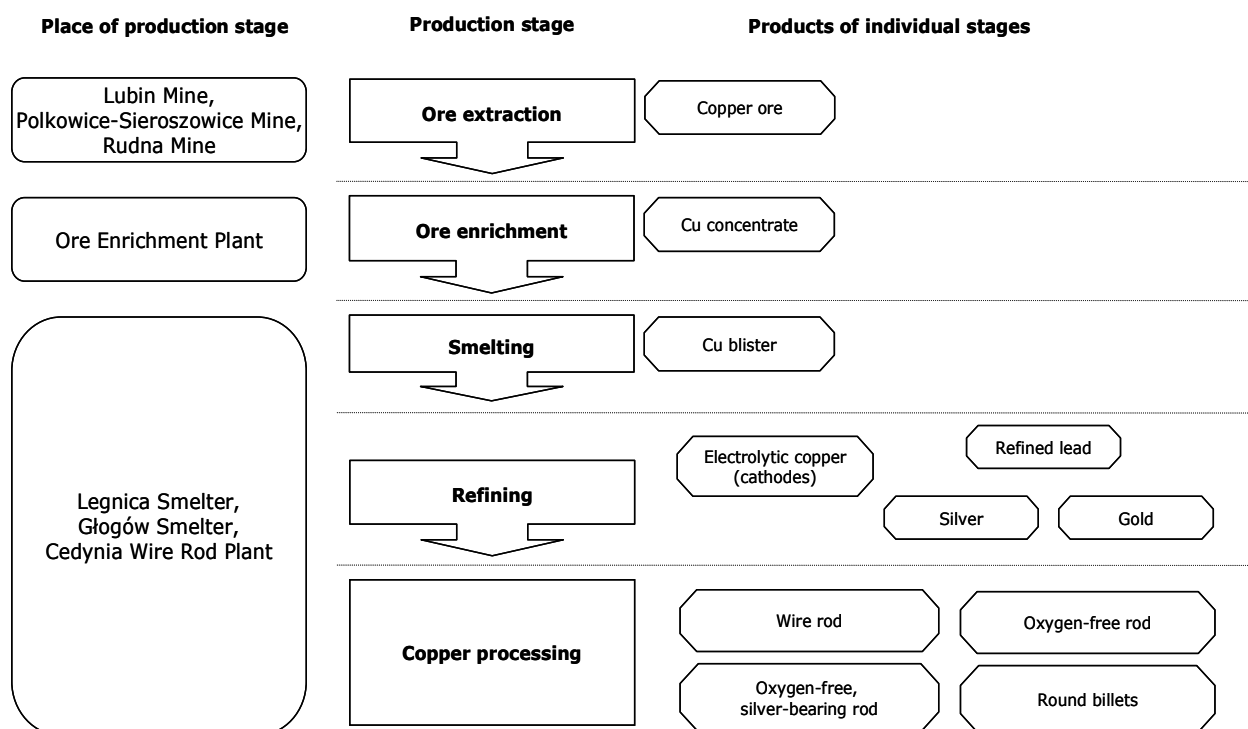 Place of production stage
Production stage
Products of individual stages
Lubin Mine,
Polkowice-Sieroszowice Mine,
Rudna Mine
Ore extraction
Copper ore
Ore Enrichment Plant
Ore enrichment
Cu concentrate
Smelting
Cu blister
Legnica Smelter,
Głogów Smelter,
Cedynia Wire Rod Plant
Refining
Electrolytic copper
(cathodes)
Refined lead
Silver
Gold
Copper processing
Wire rod
Oxygen-free rod
Oxygen-free,
silver-bearing rod
Round billets